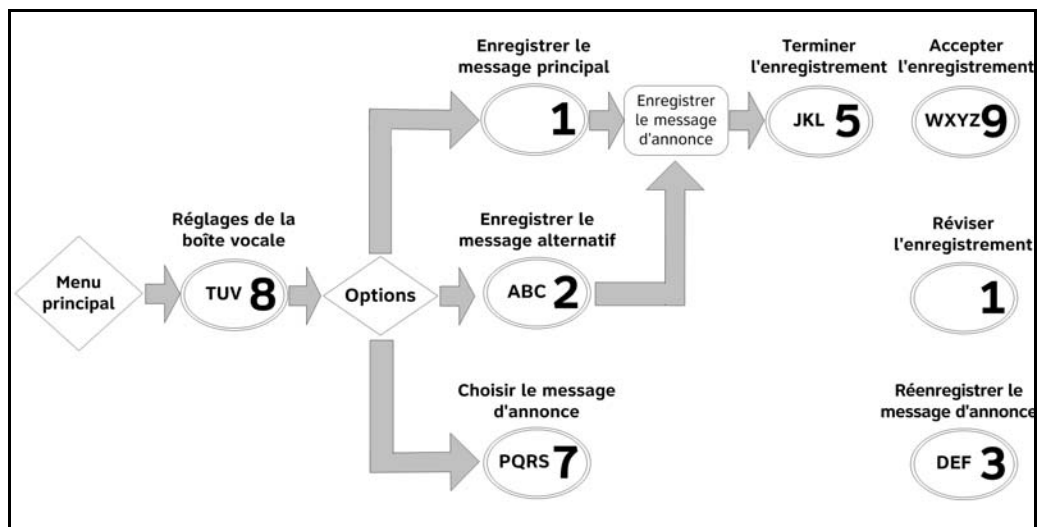 Enregistrer le
message principal
1
Enregistrer
le message
d'annonce
Terminer
l'enregistrement
JKL 5
Accepter
l'enregistrement
WXYZ 9
Menu
principal
Réglages de la
boîte vocale
TUV 8
Options
Enregistrer le
message alternatif
ABC 2
Réviser
l'enregistrement
1
Choisir le message
d'annonce
PQRS 7
Réenregistrer le
message d'annonce
DEF 3